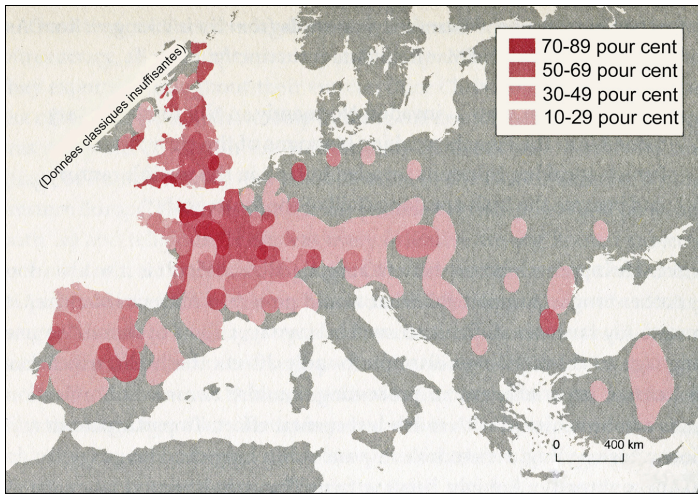 (Données classiques insuffisantes)
70-89 pour cent
50-69 pour cent
30-49 pour cent
10-29 pour cent
0 400 km